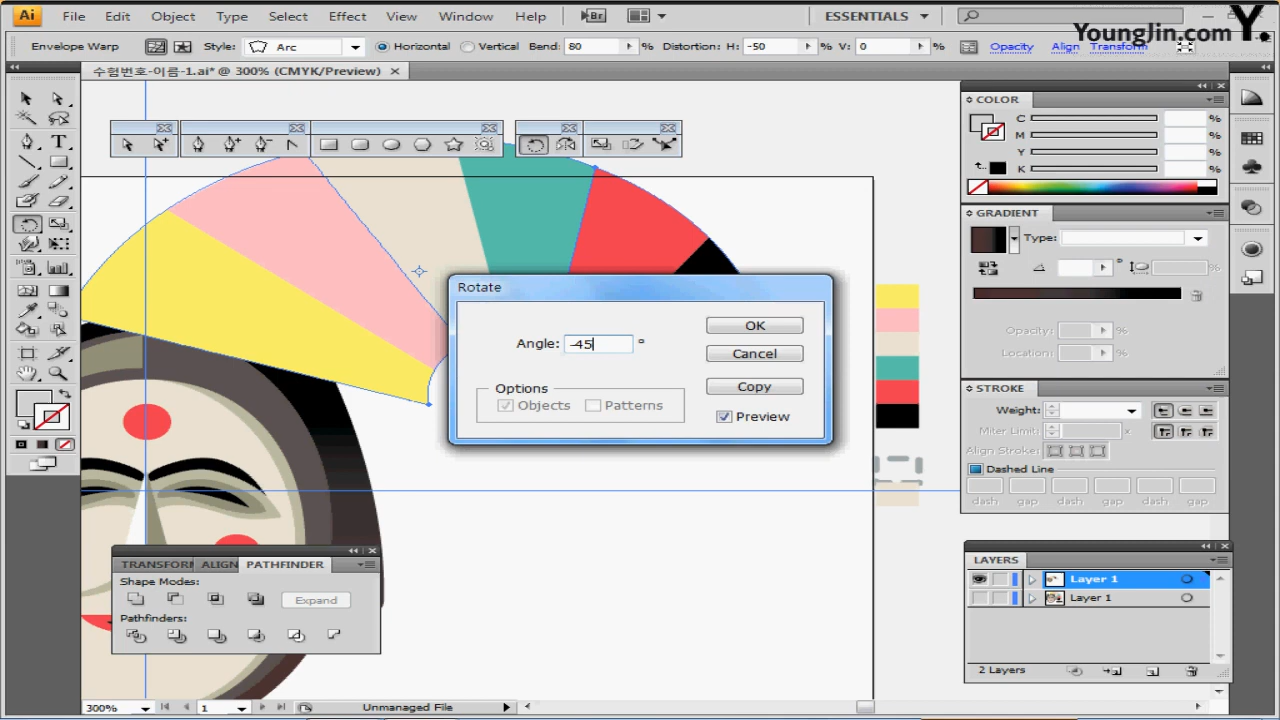 Ai File Edit Object Type Select Effect View Window Help Br ESSENTIALS
YoungJin.com Y.
Envelope Warp Style: Arc Horizontal Vertical Bend: 80 % Distortion: H: -50 % V: 0 % Opacity Align Transform
수험번호-이름-1.ai* @ 300% (CMYK/Preview)
COLOR
C %
M %
Y %
K %
GRADIENT
Type:
°
%
Opacity: %
Location: %
Rotate
Angle: -45 °
OK
Cancel
Copy
Options
Objects Patterns
Preview
STROKE
Weight:
Miter Limit: x
Align Stroke:
Dashed Line
dash gap dash gap dash gap
TRANSFORM ALIGN PATHFINDER
Shape Modes:
Expand
Pathfinders:
LAYERS
Layer 1
Layer 1
2 Layers
300% 1 Unmanaged File